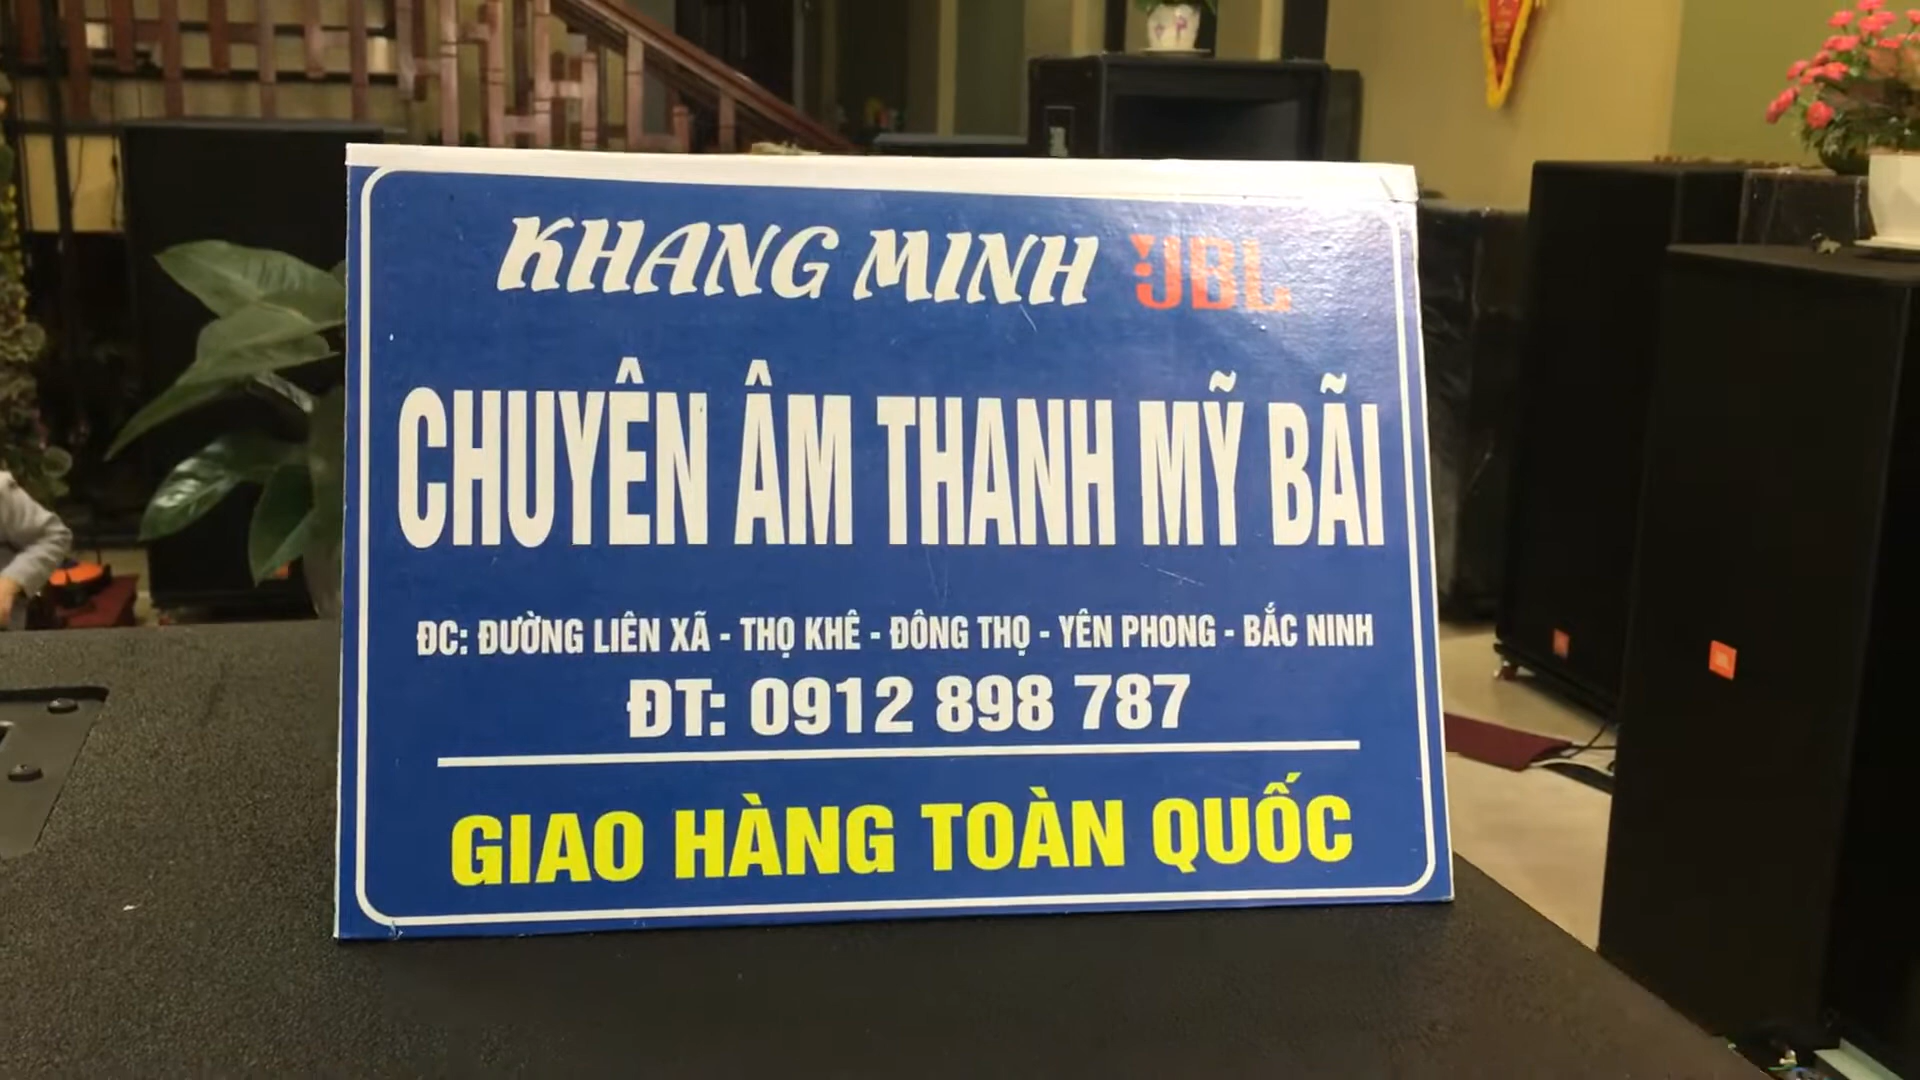 KHANG MINH JBL
CHUYÊN ÂM THANH MỸ BÃI
ĐC: ĐƯỜNG LIÊN XÃ - THỌ KHÊ - ĐÔNG THỌ - YÊN PHONG - BẮC NINH
ĐT: 0912 898 787
GIAO HÀNG TOÀN QUỐC